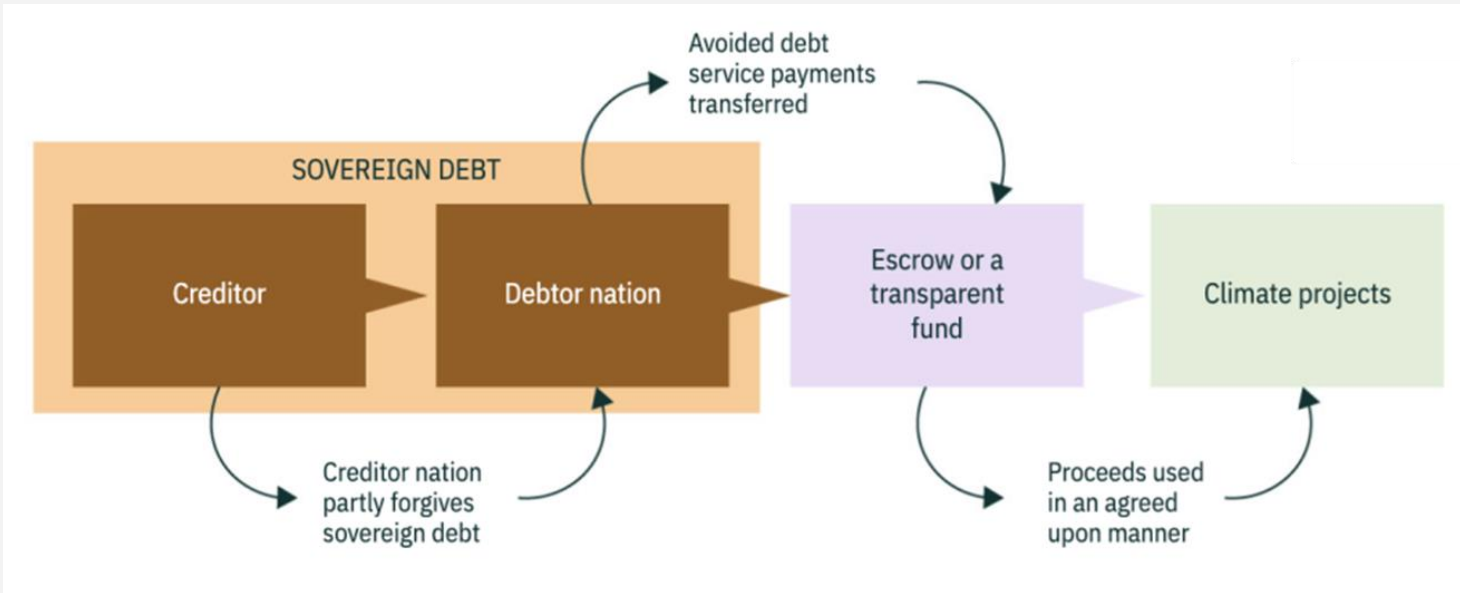 Avoided debt
service payments
transferred
SOVEREIGN DEBT
Creditor
Debtor nation
Escrow or a
transparent
fund
Climate projects
Creditor nation
partly forgives
sovereign debt
Proceeds used
in an agreed
upon manner